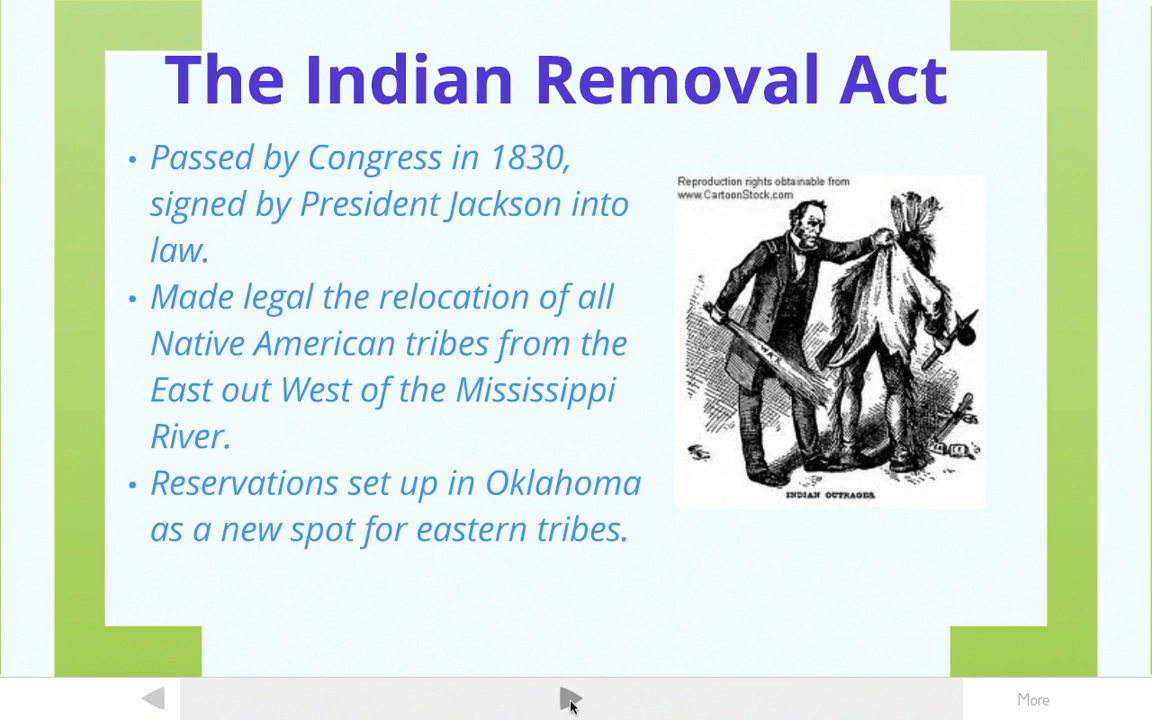 The Indian Removal Act
• Passed by Congress in 1830,
signed by President Jackson into
law.
• Made legal the relocation of all
Native American tribes from the
East out West of the Mississippi
River.
• Reservations set up in Oklahoma
as a new spot for eastern tribes.
Reproduction rights obtainable from
www.CartoonStock.com
WAR
INDIAN OUTRAGES
More